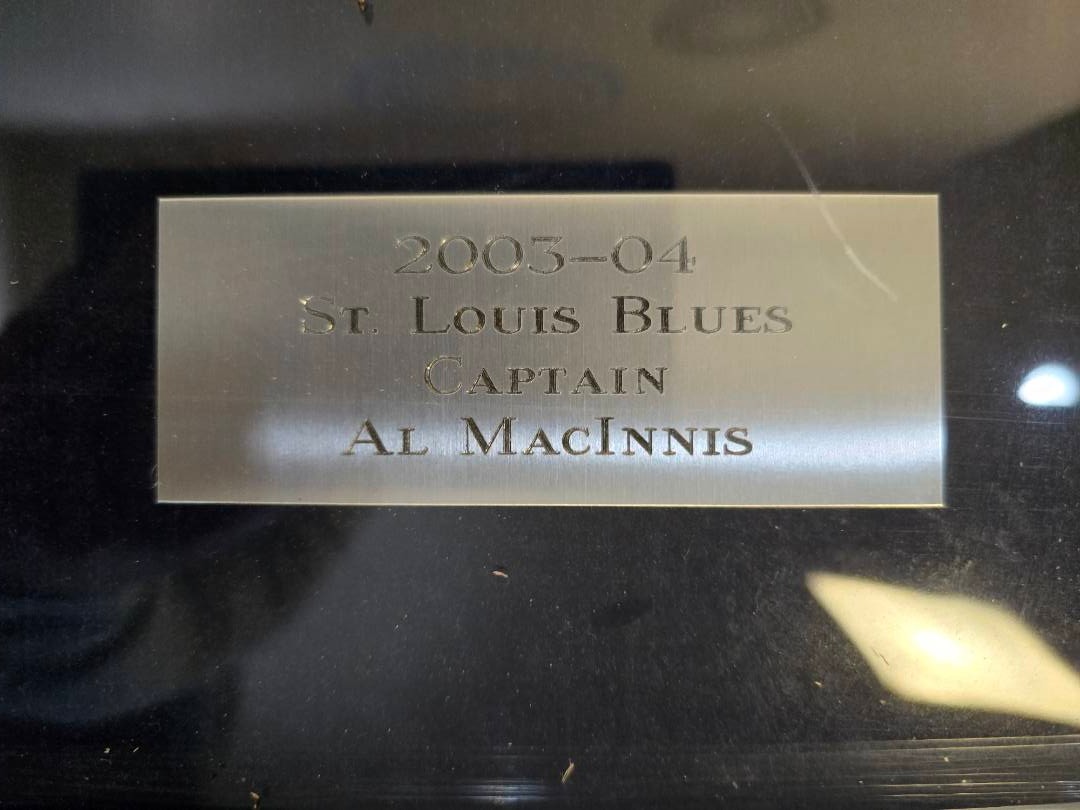 2003–04
St. Louis Blues
Captain
Al MacInnis